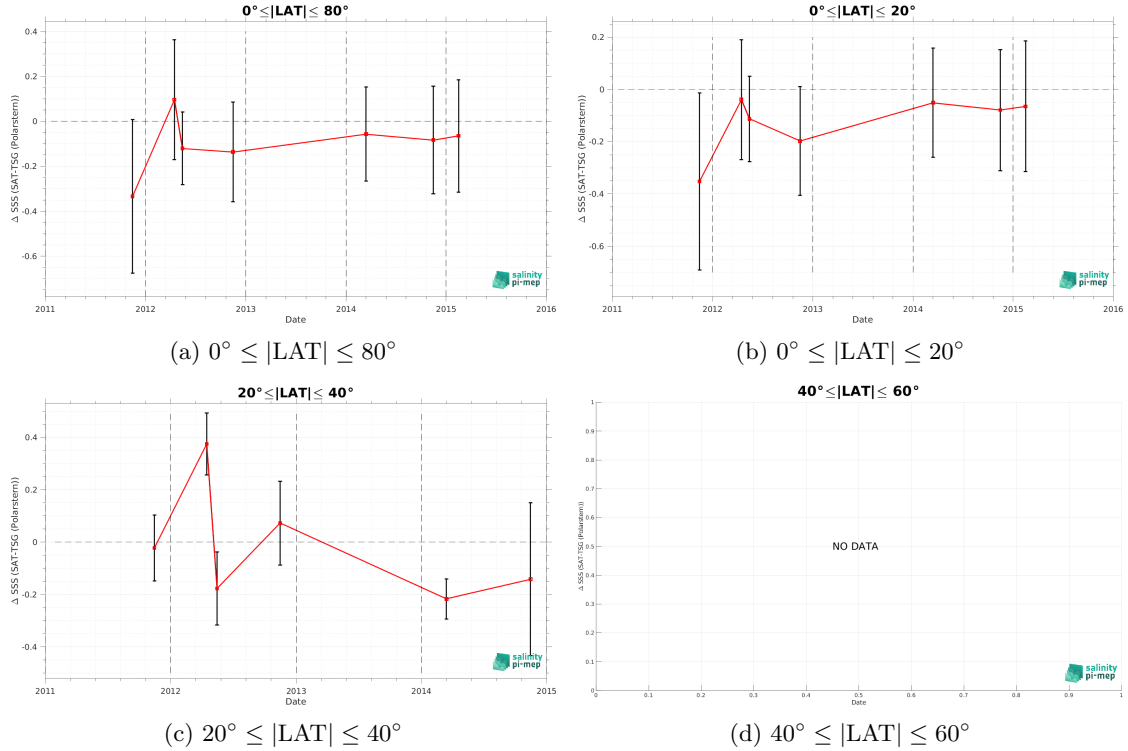 0°≤|LAT|≤ 80°
0.4
0.2
0
-0.2
-0.4
-0.6
Δ SSS (SAT-TSG (Polarstern))
2011
2012
2013
2014
2015
2016
Date
salinity
pi-mep
(a) 0° ≤ |LAT| ≤ 80°
0°≤|LAT|≤ 20°
0.2
0
-0.2
-0.4
-0.6
Δ SSS (SAT-TSG (Polarstern))
2011
2012
2013
2014
2015
2016
Date
salinity
pi-mep
(b) 0° ≤ |LAT| ≤ 20°
20°≤|LAT|≤ 40°
0.4
0.2
0
-0.2
-0.4
Δ SSS (SAT-TSG (Polarstern))
2011
2012
2013
2014
2015
Date
salinity
pi-mep
(c) 20° ≤ |LAT| ≤ 40°
40°≤|LAT|≤ 60°
1
0.9
0.8
0.7
0.6
0.5
0.4
0.3
0.2
0.1
0
Δ SSS (SAT-TSG (Polarstern))
NO DATA
0
0.1
0.2
0.3
0.4
0.5
0.6
0.7
0.8
0.9
1
Date
salinity
pi-mep
(d) 40° ≤ |LAT| ≤ 60°